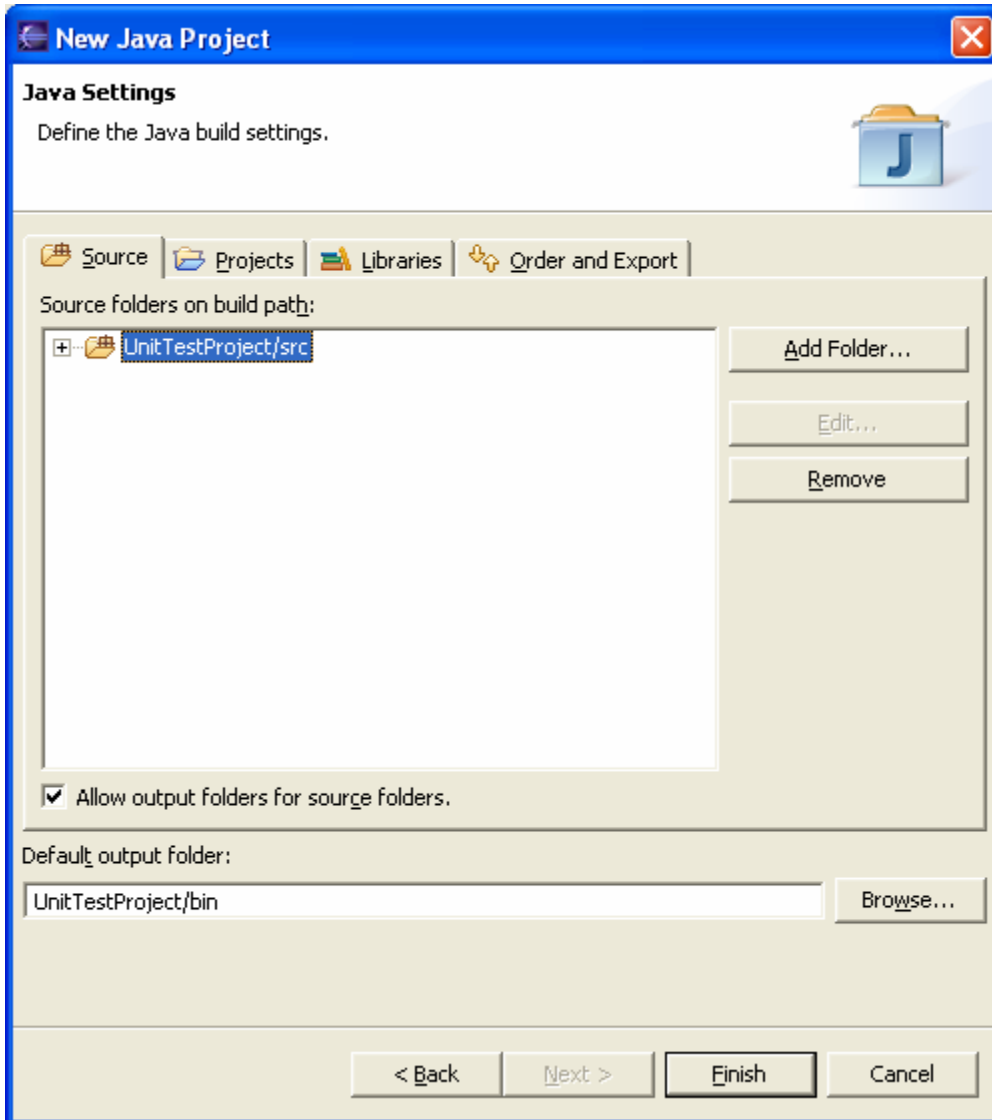 New Java Project
Java Settings
Define the Java build settings.
J
Source Projects Libraries Order and Export
Source folders on build path:
UnitTestProject/src
Add Folder...
Edit...
Remove
Allow output folders for source folders.
Default output folder:
UnitTestProject/bin
Browse...
< Back Next > Finish Cancel